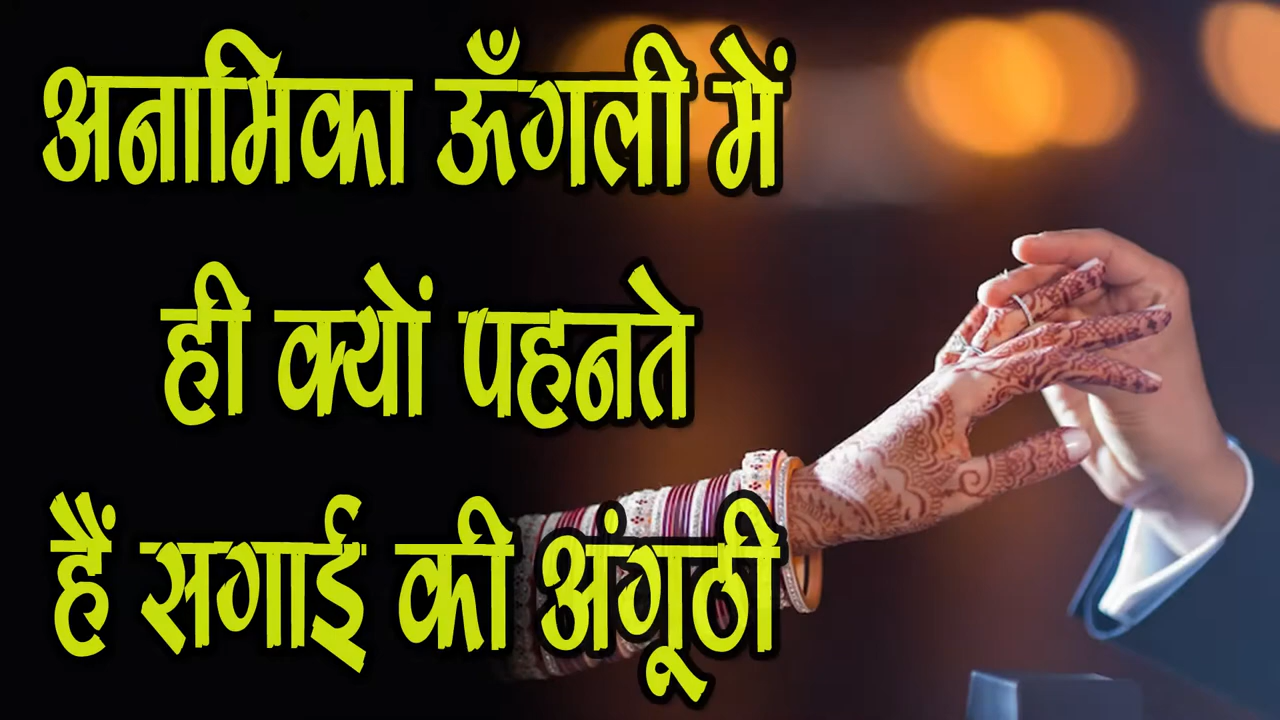 अनामिका ऊँगली में
ही क्यों पहनते
हैं सगाई की अंगूठी